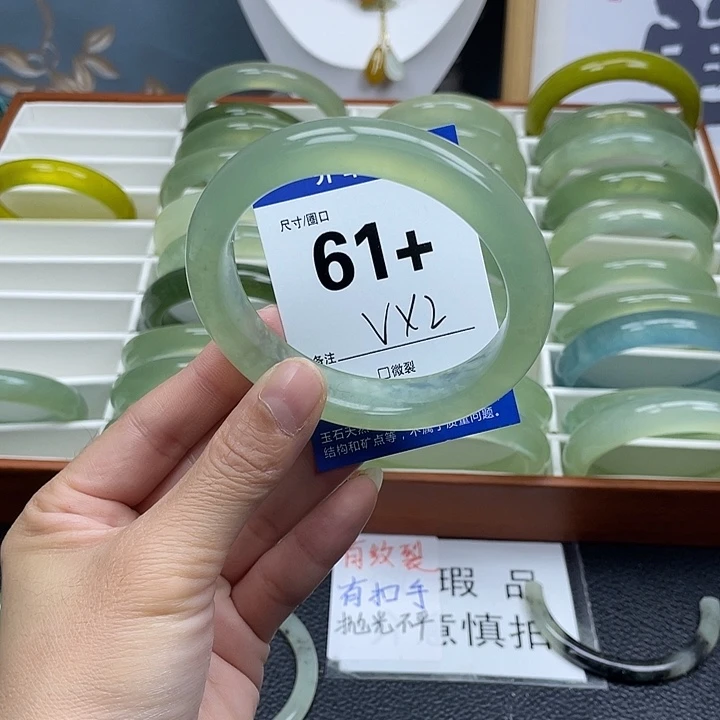 尺寸/圈口
61+
VX2
备注
□微裂
玉石天然
结构和矿点等，不属于质量问题。
有纹裂
有扣手
抛光不平
瑕 品
慎拍